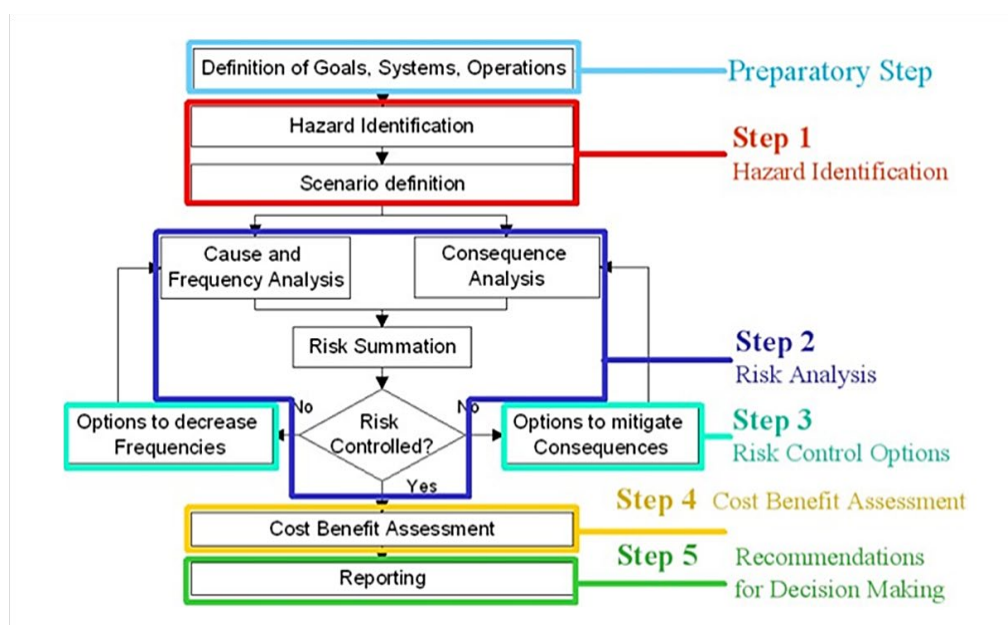 Definition of Goals, Systems, Operations
Preparatory Step
Hazard Identification
Scenario definition
Step 1
Hazard Identification
Cause and
Frequency Analysis
Consequence
Analysis
Risk Summation
Step 2
Risk Analysis
No
No
Options to decrease
Frequencies
Risk
Controlled?
Options to mitigate
Consequences
Step 3
Risk Control Options
Yes
Step 4 Cost Benefit Assessment
Cost Benefit Assessment
Step 5 Recommendations
for Decision Making
Reporting